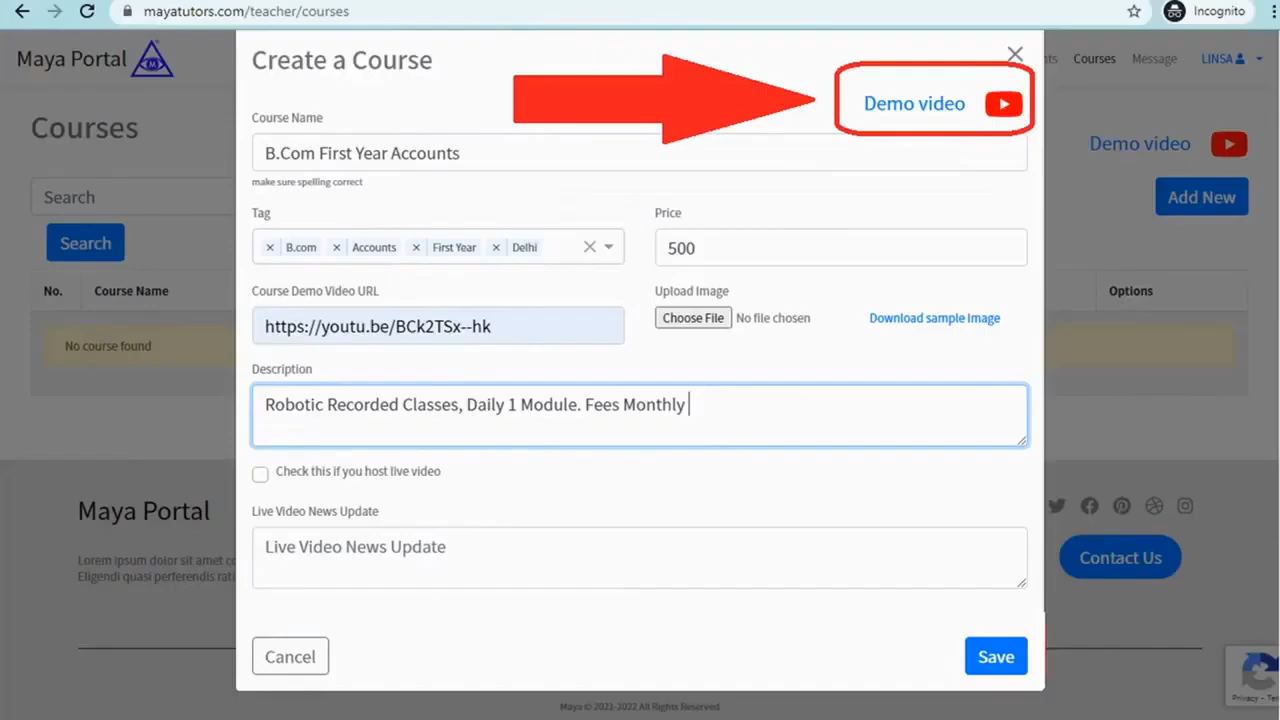 mayatutors.com/teacher/courses
Incognito
Maya Portal
nts Courses Message LINSA
Create a Course
Demo video
Courses
Demo video
Course Name
B.Com First Year Accounts
make sure spelling correct
Search
Add New
Tag
Price
× B.com × Accounts × First Year × Delhi
500
Search
No.
Course Name
Options
Course Demo Video URL
Upload Image
https://youtu.be/BCk2TSx--hk
Choose File No file chosen
Download sample Image
No course found
Description
Robotic Recorded Classes, Daily 1 Module. Fees Monthly
Check this if you host live video
Maya Portal
Live Video News Update
Live Video News Update
Lorem ipsum dolor sit amet co
Eligendi quasi perferendis rati
Contact Us
Cancel
Save
Privacy - Ter
Maya © 2021-2022 All Rights Reserved